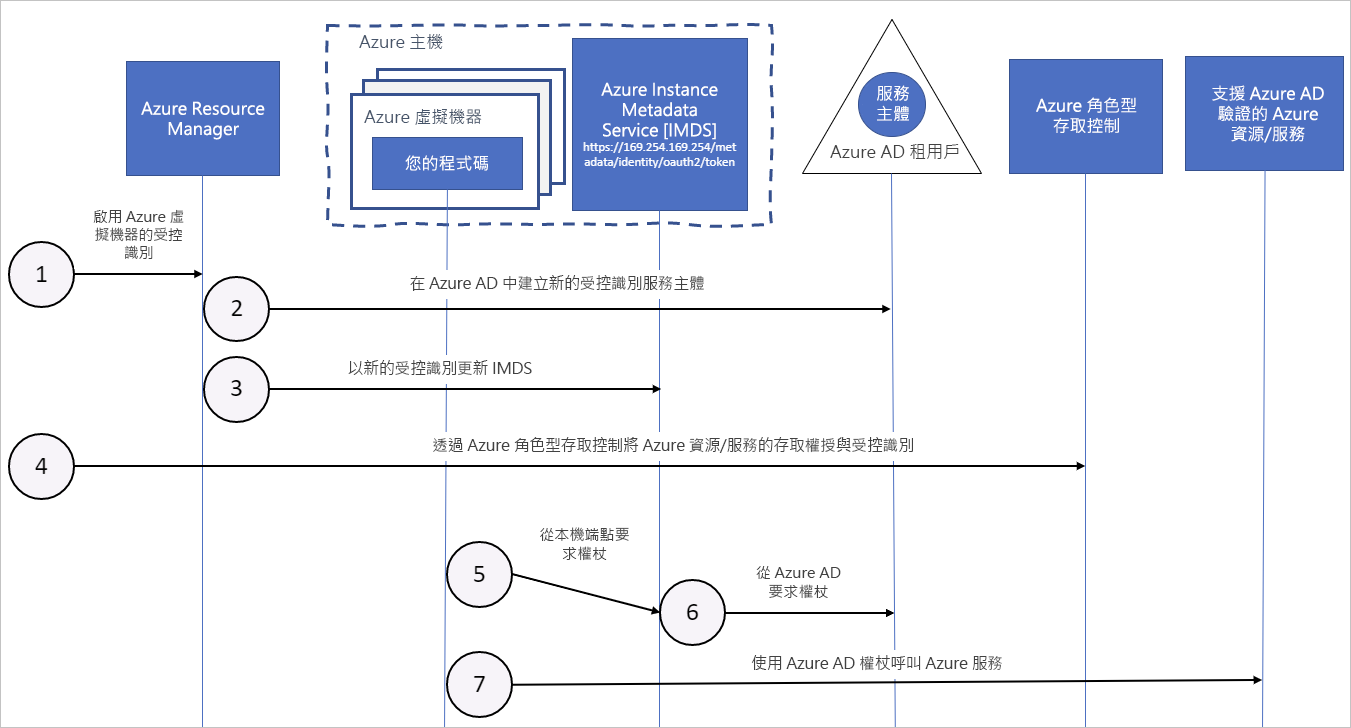 Azure Resource
Manager
Azure 主機
Azure 虛擬機器
您的程式碼
Azure Instance
Metadata
Service [IMDS]
https://169.254.169.254/met
adata/identity/oauth2/token
服務
主體
Azure AD 租用戶
Azure 角色型
存取控制
支援 Azure AD
驗證的 Azure
資源/服務
啟用 Azure 虛
擬機器的受控
識別
1
2
在 Azure AD 中建立新的受控識別服務主體
3
以新的受控識別更新 IMDS
4
透過 Azure 角色型存取控制將 Azure 資源/服務的存取權授與受控識別
5
從本機端點要
求權杖
6
從 Azure AD
要求權杖
7
使用 Azure AD 權杖呼叫 Azure 服務